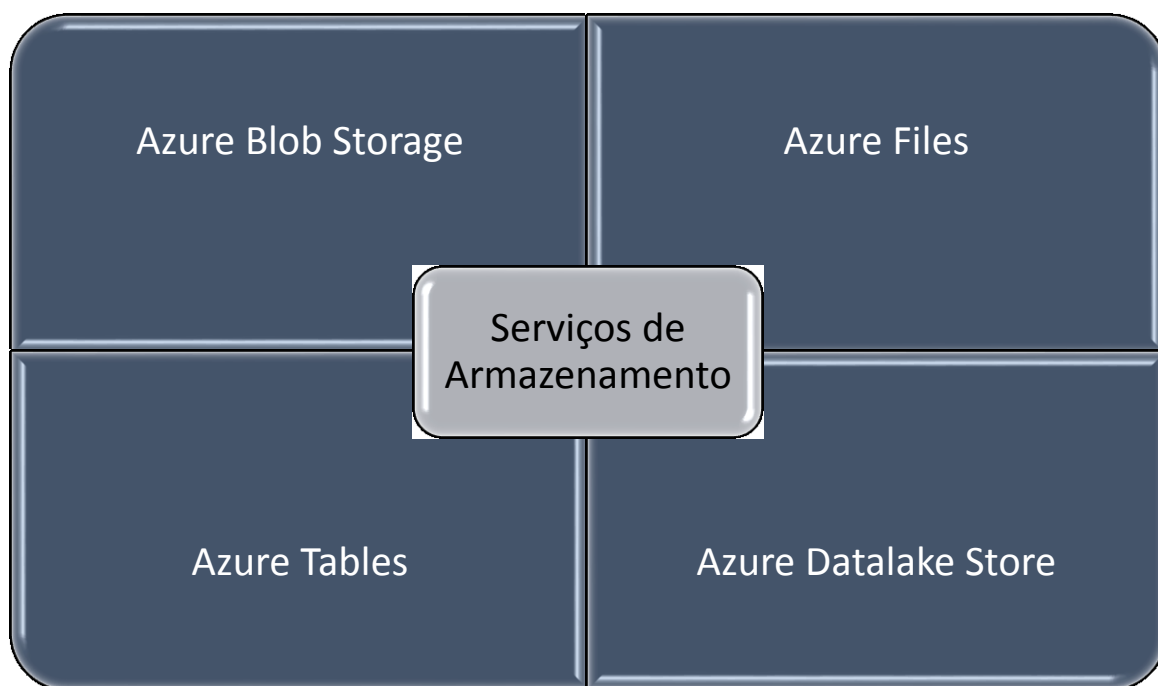 Azure Blob Storage
Azure Files
Serviços de
Armazenamento
Azure Tables
Azure Datalake Store